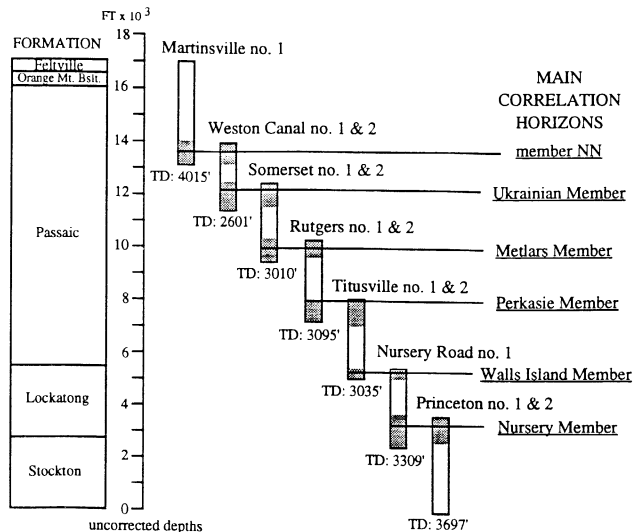 FT x 10³
FORMATION
18
Martinsville no. 1
Feltville
Orange Mt. Bslt.
16
MAIN
CORRELATION
HORIZONS
Weston Canal no. 1 & 2
14
member NN
Somerset no. 1 & 2
TD: 4015'
12
Ukrainian Member
Rutgers no. 1 & 2
TD: 2601'
Passaic
10
Metlars Member
TD: 3010'
Titusville no. 1 & 2
8
Perkasie Member
TD: 3095'
Nursery Road no. 1
6
Walls Island Member
TD: 3035'
Princeton no. 1 & 2
Lockatong
4
Nursery Member
TD: 3309'
2
Stockton
0
TD: 3697'
uncorrected depths